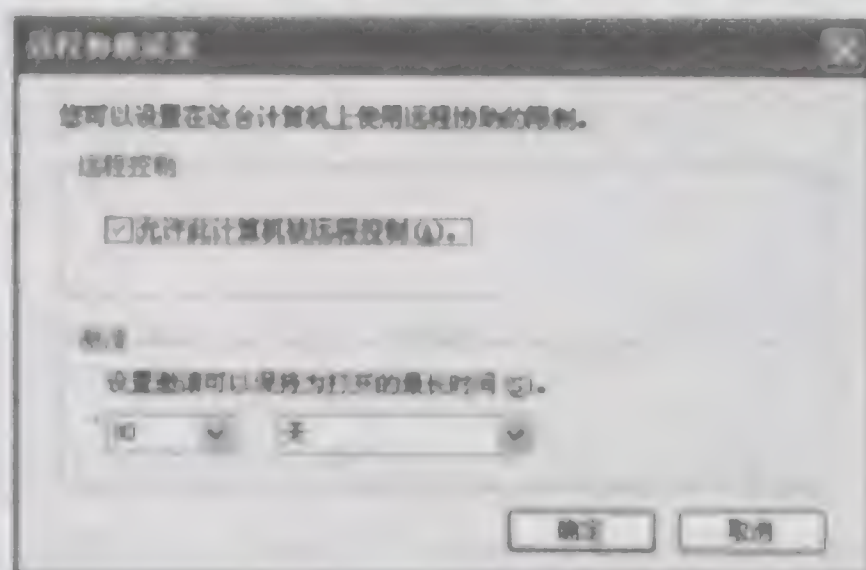 远程协助设置
您可以设置在这台计算机上使用远程协助的限制。
远程控制
允许此计算机被远程控制(A)。
邀请
设置邀请可以保持为打开的最长时间(S)。
天
确定
取消